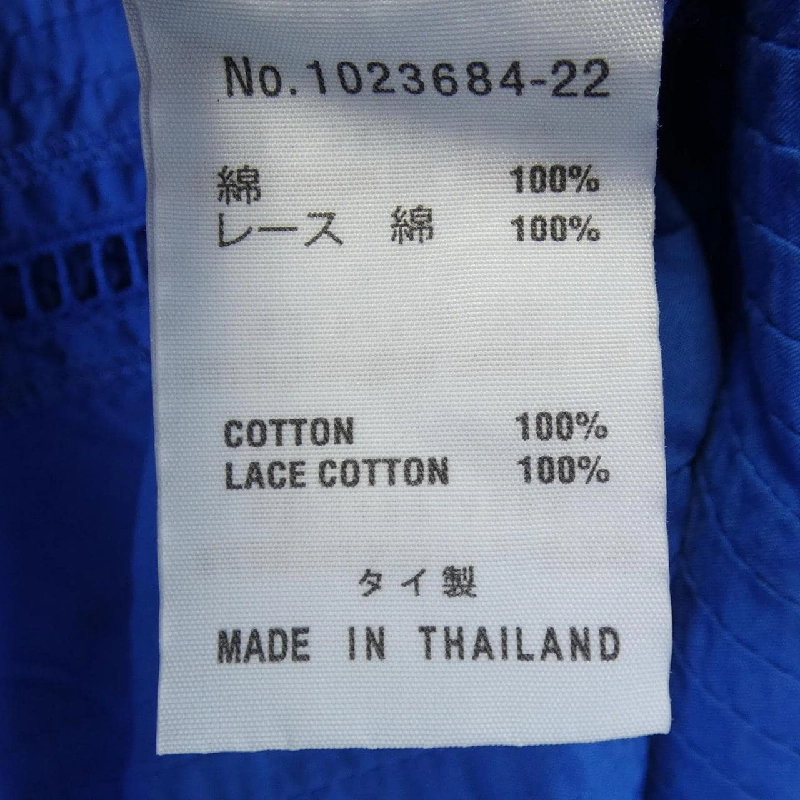 No.1023684-22
綿 100%
レース 綿 100%
COTTON 100%
LACE COTTON 100%
タイ製
MADE IN THAILAND